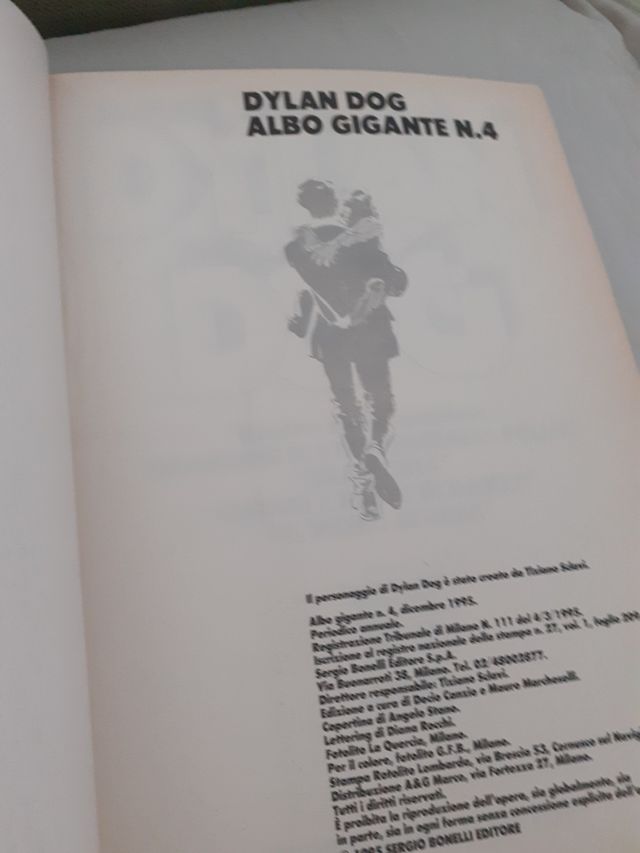 DYLAN DOG
ALBO GIGANTE N.4
Il personaggio di Dylan Dog è stato creato da Tiziano Sclavi.
Albo gigante n. 4, dicembre 1995.
Periodico annuale.
Registrazione Tribunale di Milano N. 111 del 4/3/1995.
Iscrizione al registro nazionale della stampa n. 27, vol. 1, foglio 209
Sergio Bonelli Editore S.p.A.
Via Buonarroti 38, Milano. Tel. 02/48002877.
Direttore responsabile: Tiziano Sclavi.
Edizione a cura di Decio Canzio e Mauro Marcheselli.
Copertina di Angelo Stano.
Lettering di Diana Rocchi.
Fotolito La Quercia, Milano.
Per il colore, fotolito G.F.B., Milano.
Stampa Rotolito Lombarda, via Brescia 53, Cernusco sul Navig
Distribuzione A&G Marco, via Fortezza 27, Milano.
Tutti i diritti riservati.
È proibita la riproduzione dell'opera, sia globalmente, sia
in parte, sia in ogni forma senza concessione esplicita dell'
© 1995 SERGIO BONELLI EDITORE